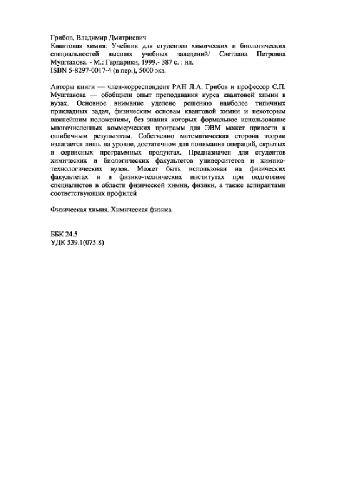 Грибов, Владимир Дмитриевич
Квантовая химия: Учебник для студентов химических и биологических
специальностей высших учебных заведений/ Светлана Петровна
Муштакова. - М.: Гардарики, 1999.- 387 с.: ил.
ISBN 5-8297-0017-4 (в пер.), 5000 экз.
Авторы книги — член-корреспондент РАН Л.А. Грибов и профессор С.П.
Муштакова — обобщили опыт преподавания курса квантовой химии в
вузах. Основное внимание уделено решению наиболее типичных
прикладных задач, физическим основам квантовой химии и некоторым
важнейшим положениям, без знания которых формальное использование
многочисленных коммерческих программ для ЭВМ может привести к
ошибочным результатам. Собственно математическая сторона теории
излагается лишь на уровне, достаточном для понимания операций, скрытых
в сервисных программных продуктах. Предназначен для студентов
химических и биологических факультетов университетов и химико-
технологических вузов. Может быть использован на физических
факультетах и в физико-технических институтах при подготовке
специалистов в области физической химии, физики, а также аспирантами
соответствующих профилей
Физическая химия. Химическая физика
ББК 24.5
УДК 539.1(075.8)